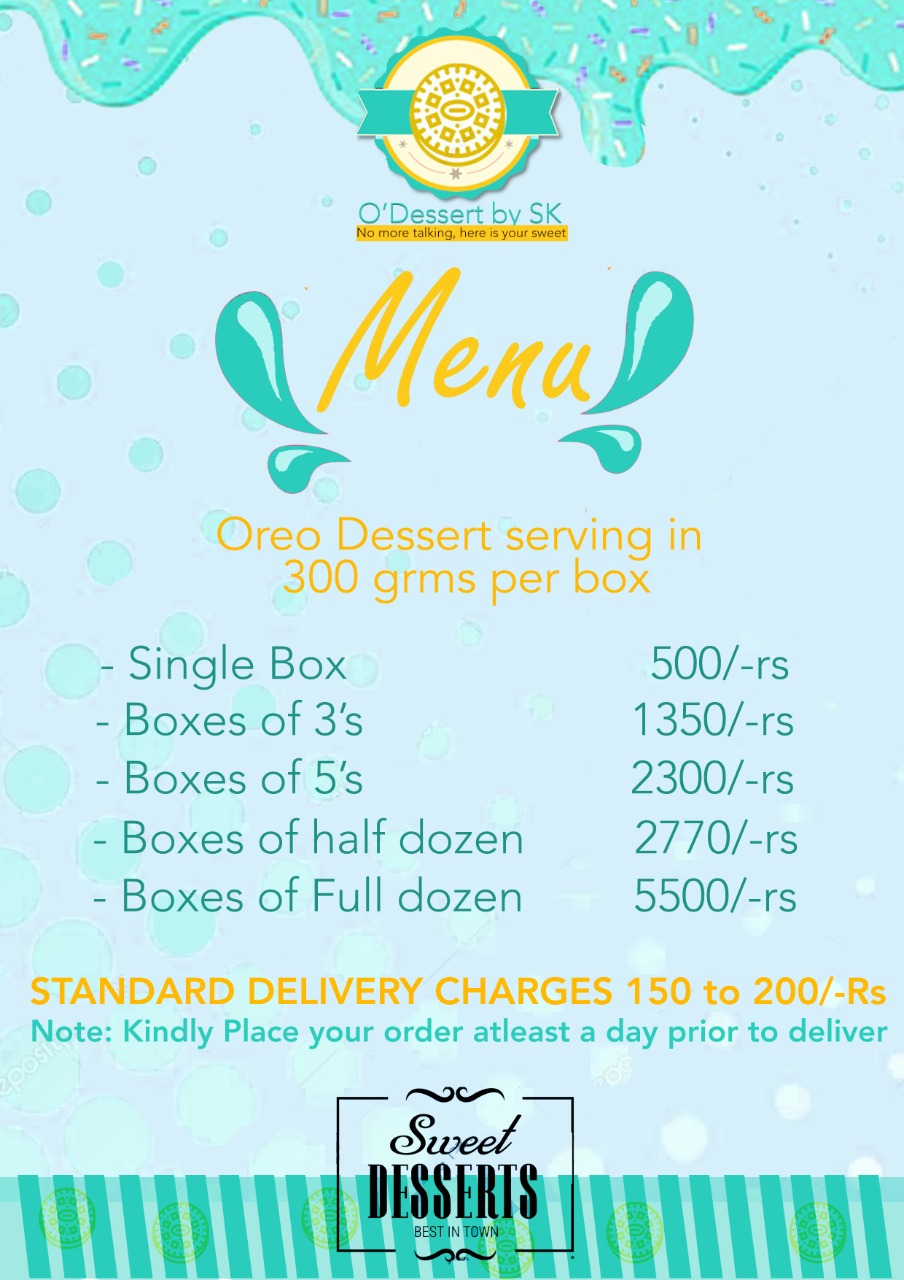 O'Dessert by SK
No more talking, here is your sweet
Menu
Oreo Dessert serving in
300 grms per box
- Single Box 500/-rs
- Boxes of 3's 1350/-rs
- Boxes of 5's 2300/-rs
- Boxes of half dozen 2770/-rs
- Boxes of Full dozen 5500/-rs
STANDARD DELIVERY CHARGES 150 to 200/-Rs
Note: Kindly Place your order atleast a day prior to deliver
Sweet
DESSERTS
BEST IN TOWN